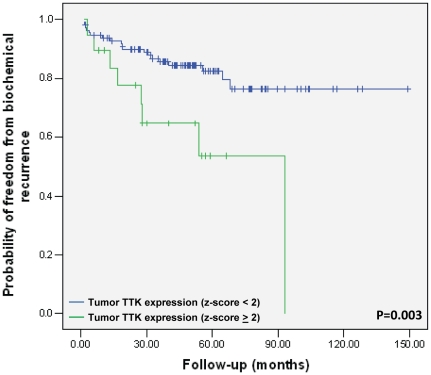 Probability of freedom from biochemical
recurrence
1.0
0.8
0.6
0.4
0.2
0.0
Tumor TTK expression (z-score < 2)
Tumor TTK expression (z-score ≥ 2)
P=0.003
0.00
30.00
60.00
90.00
120.00
150.00
Follow-up (months)